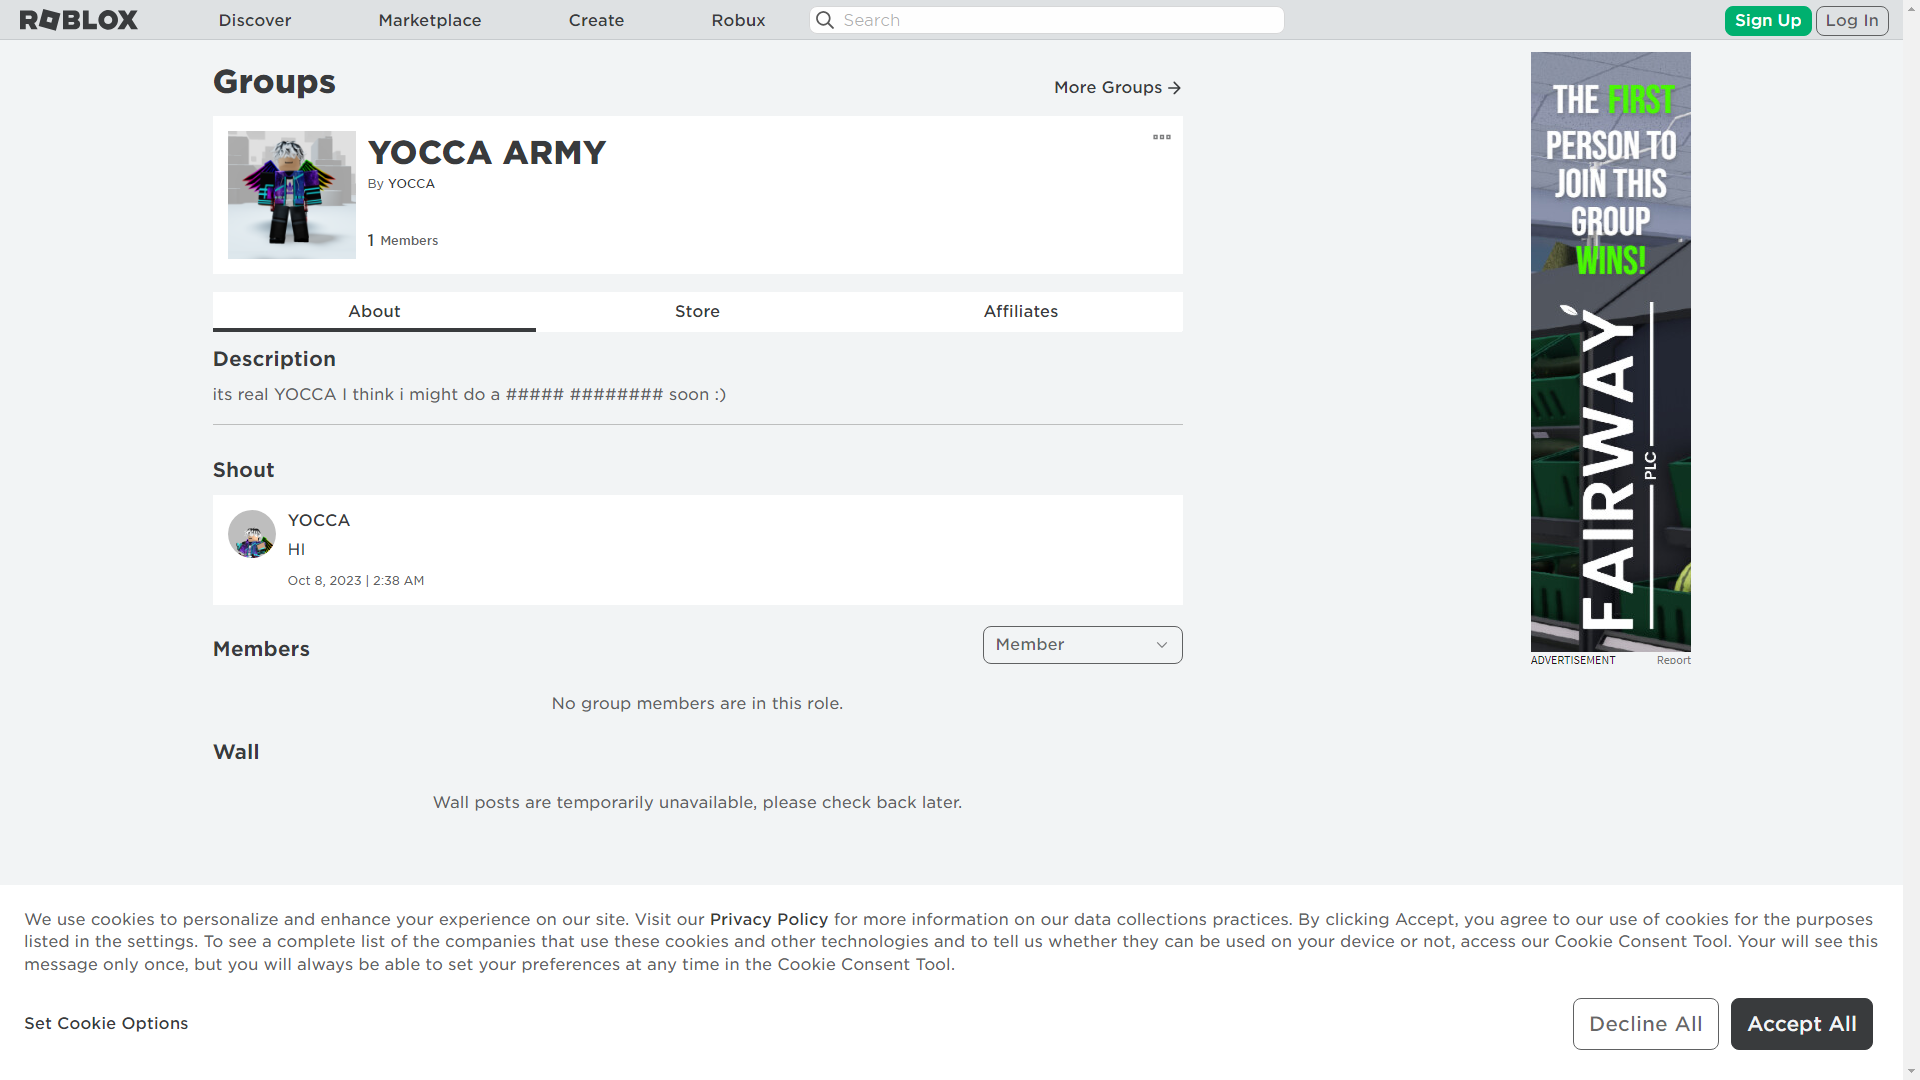 ROBLOX
Discover
Marketplace
Create
Robux
Search
Sign Up
Log In
Groups
More Groups
YOCCA ARMY
By YOCCA
1 Members
About
Store
Affiliates
Description
its real YOCCA I think i might do a ##### ######## soon :)
Shout
YOCCA
HI
Oct 8, 2023 | 2:38 AM
Members
Member
No group members are in this role.
Wall
Wall posts are temporarily unavailable, please check back later.
THE FIRST
PERSON TO
JOIN THIS
GROUP
WINS!
FAIRWAY
PLC
ADVERTISEMENT
Report
We use cookies to personalize and enhance your experience on our site. Visit our Privacy Policy for more information on our data collections practices. By clicking Accept, you agree to our use of cookies for the purposes
listed in the settings. To see a complete list of the companies that use these cookies and other technologies and to tell us whether they can be used on your device or not, access our Cookie Consent Tool. Your will see this
message only once, but you will always be able to set your preferences at any time in the Cookie Consent Tool.
Set Cookie Options
Decline All
Accept All